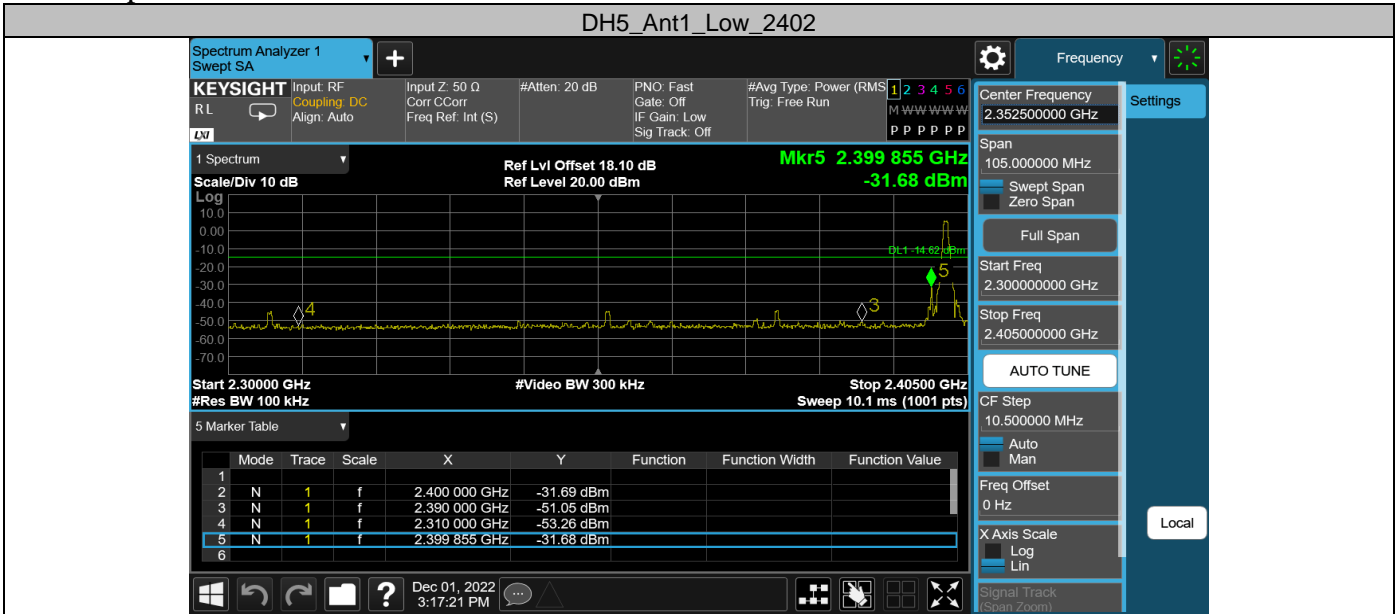 DH5_Ant1_Low_2402
Spectrum Analyzer 1
Swept SA
+
Frequency
KEYSIGHT Input: RF Input Z: 50 Ω #Atten: 20 dB PNO: Fast #Avg Type: Power (RMS 1 2 3 4 5 6
RL Coupling: DC Corr CCorr Gate: Off Trig: Free Run
Align: Auto Freq Ref: Int (S) IF Gain: Low M W W W W W
LXI Sig Track: Off P P P P P P
Center Frequency Settings
2.352500000 GHz
Span
105.000000 MHz
Swept Span
Zero Span
Full Span
Start Freq
2.300000000 GHz
Stop Freq
2.405000000 GHz
AUTO TUNE
CF Step
10.500000 MHz
Auto
Man
Freq Offset
0 Hz
Local
X Axis Scale
Log
Lin
Signal Track
(Span Zoom)
1 Spectrum Ref Lvl Offset 18.10 dB Mkr5 2.399 855 GHz
Scale/Div 10 dB Ref Level 20.00 dBm -31.68 dBm
Log
10.0
0.00
-10.0 DL1 -14.62 dBm
-20.0
5
-30.0
-40.0
4 3
-50.0
-60.0
-70.0
Start 2.30000 GHz #Video BW 300 kHz Stop 2.40500 GHz
#Res BW 100 kHz Sweep 10.1 ms (1001 pts)
5 Marker Table
Mode Trace Scale X Y Function Function Width Function Value
1
2 N 1 f 2.400 000 GHz -31.69 dBm
3 N 1 f 2.390 000 GHz -51.05 dBm
4 N 1 f 2.310 000 GHz -53.26 dBm
5 N 1 f 2.399 855 GHz -31.68 dBm
6
? Dec 01, 2022
3:17:21 PM